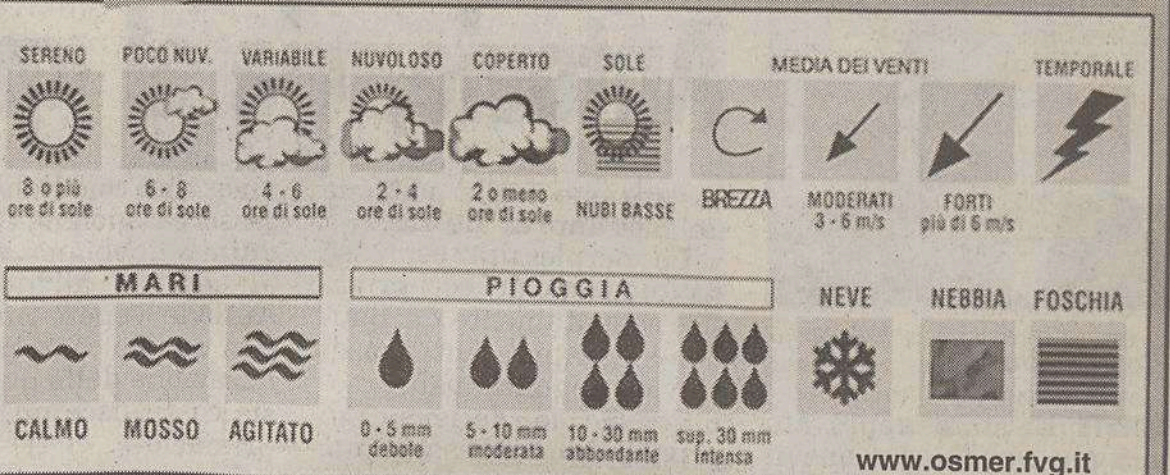 SERENO POCO NUV. VARIABILE NUVOLOSO COPERTO SOLE MEDIA DEI VENTI TEMPORALE
8 o più 6 - 8 4 - 6 2 - 4 2 o meno NUBI BASSE BREZZA MODERATI FORTI
ore di sole ore di sole ore di sole ore di sole ore di sole 3 - 6 m/s più di 6 m/s
MARI PIOGGIA NEVE NEBBIA FOSCHIA
CALMO MOSSO AGITATO 0 - 5 mm 5 - 10 mm 10 - 30 mm sup. 30 mm
debole moderata abbondante intensa
www.osmer.fvg.it